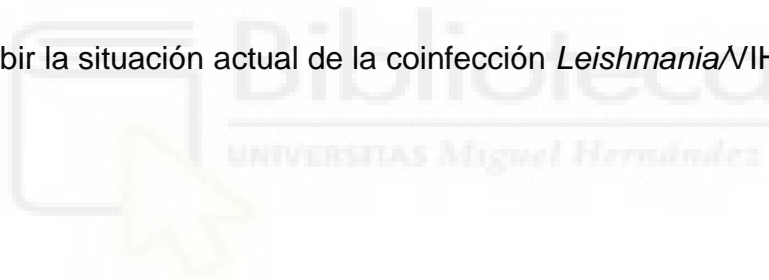 bir la situación actual de la coinfección Leishmania/VIH
Biblioteca
UNIVERSITAS Miguel Hernández